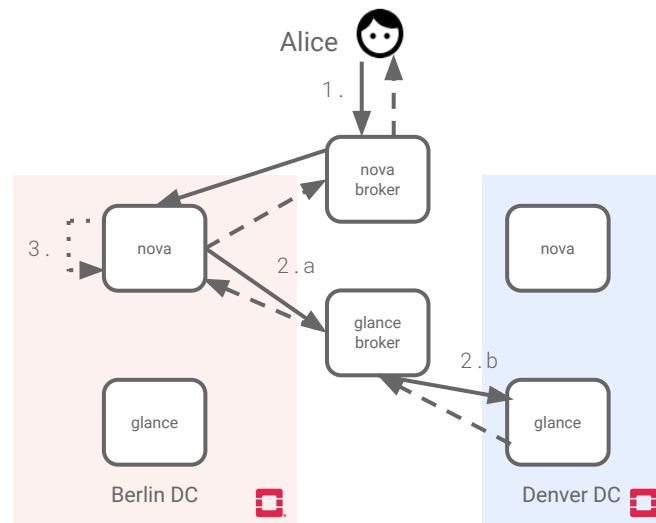 Alice
1.
nova
broker
nova
3.
2.a
nova
glance
broker
2.b
glance
glance
Berlin DC
Denver DC